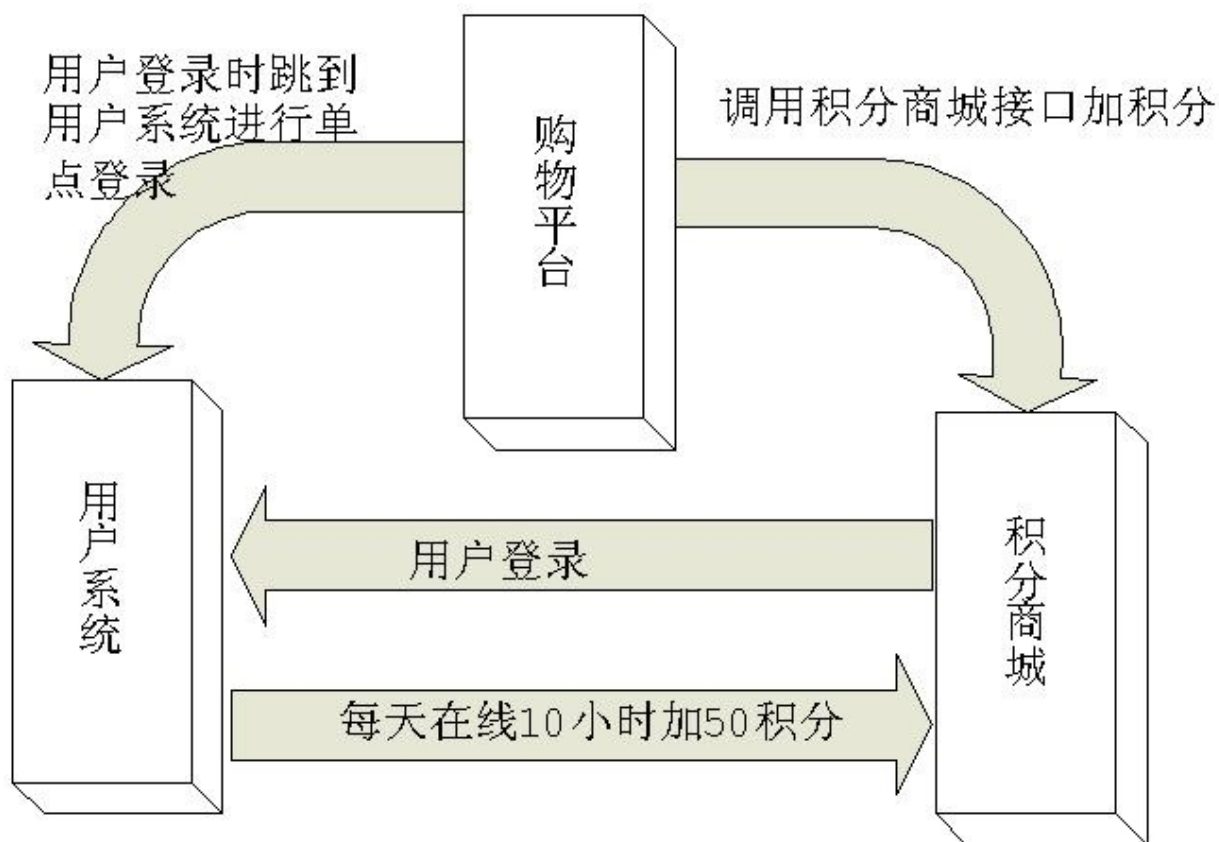 用户登录时跳到
用户系统进行单
点登录
购物平台
调用积分商城接口加积分
用户系统
用户登录
积分商城
每天在线10小时加50积分